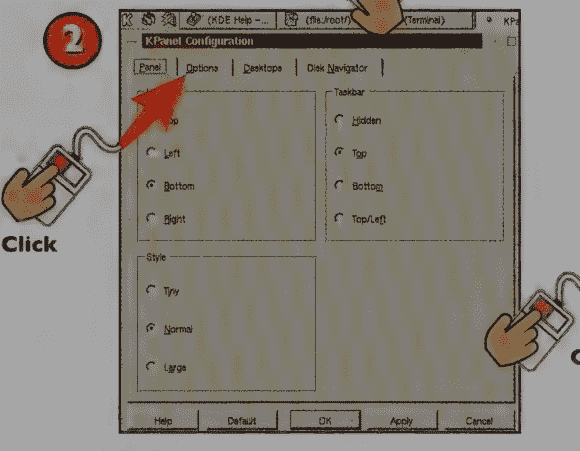 2
(KDE Help -... (file:/root/) Terminal) KPa
KPanel Configuration
Panel Options Desktops Disk Navigator
Taskbar
Hidden
Left Top
Bottom Bottom
Right Top/Left
Style
Tiny
Normal
Large
Help Default OK Apply Cancel
Click